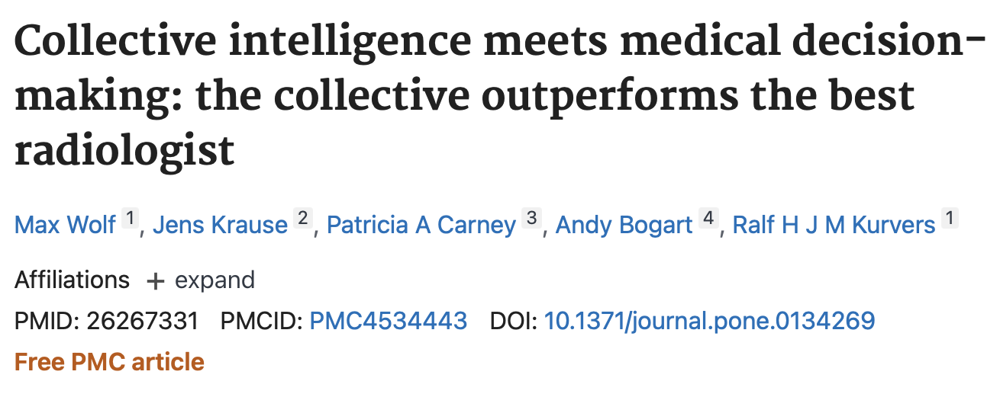 Collective intelligence meets medical decision-
making: the collective outperforms the best
radiologist
Max Wolf 1, Jens Krause 2, Patricia A Carney 3, Andy Bogart 4, Ralf H J M Kurvers 1
Affiliations + expand
PMID: 26267331 PMCID: PMC4534443 DOI: 10.1371/journal.pone.0134269
Free PMC article